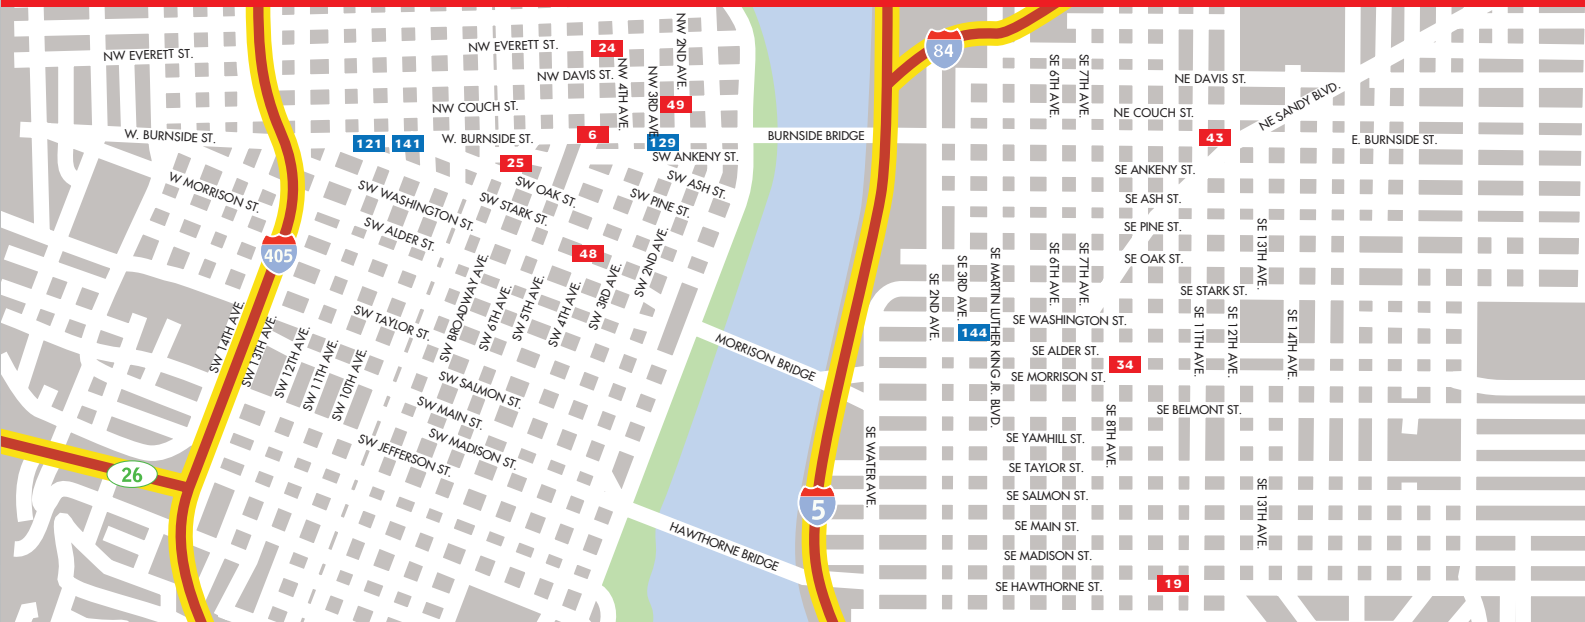 NW EVERETT ST.
NW EVERETT ST.
24
NW 2ND AVE.
84
NW DAVIS ST.
NW 4TH AVE.
NW 3RD AVE.
SE 6TH AVE.
SE 7TH AVE.
NE DAVIS ST.
NE SANDY BLVD.
NW COUCH ST.
49
NE COUCH ST.
W. BURNSIDE ST.
121
141
W. BURNSIDE ST.
6
129
BURNSIDE BRIDGE
43
E. BURNSIDE ST.
25
SW ANKENY ST.
SE ANKENY ST.
W MORRISON ST.
SW WASHINGTON ST.
SW OAK ST.
SW ASH ST.
SE ASH ST.
SW STARK ST.
SW PINE ST.
SE PINE ST.
SW ALDER ST.
405
48
SW 2ND AVE.
SE OAK ST.
SE 13TH AVE.
SE 2ND AVE.
SE 3RD AVE.
SE MARTIN LUTHER KING JR. BLVD.
SE 6TH AVE.
SE 7TH AVE.
SE STARK ST.
SW 14TH AVE.
SW 13TH AVE.
SW 12TH AVE.
SW 11TH AVE.
SW 10TH AVE.
SW TAYLOR ST.
SW BROADWAY AVE.
SW 6TH AVE.
SW 5TH AVE.
SW 4TH AVE.
SW 3RD AVE.
SE WASHINGTON ST.
144
SE 11TH AVE.
SE 12TH AVE.
SE 14TH AVE.
MORRISON BRIDGE
SE ALDER ST.
34
SE MORRISON ST.
SW SALMON ST.
SW MAIN ST.
SE BELMONT ST.
SE 8TH AVE.
SW MADISON ST.
SW JEFFERSON ST.
SE WATER AVE.
SE YAMHILL ST.
26
SE TAYLOR ST.
5
SE SALMON ST.
SE 13TH AVE.
HAWTHORNE BRIDGE
SE MAIN ST.
SE MADISON ST.
SE HAWTHORNE ST.
19